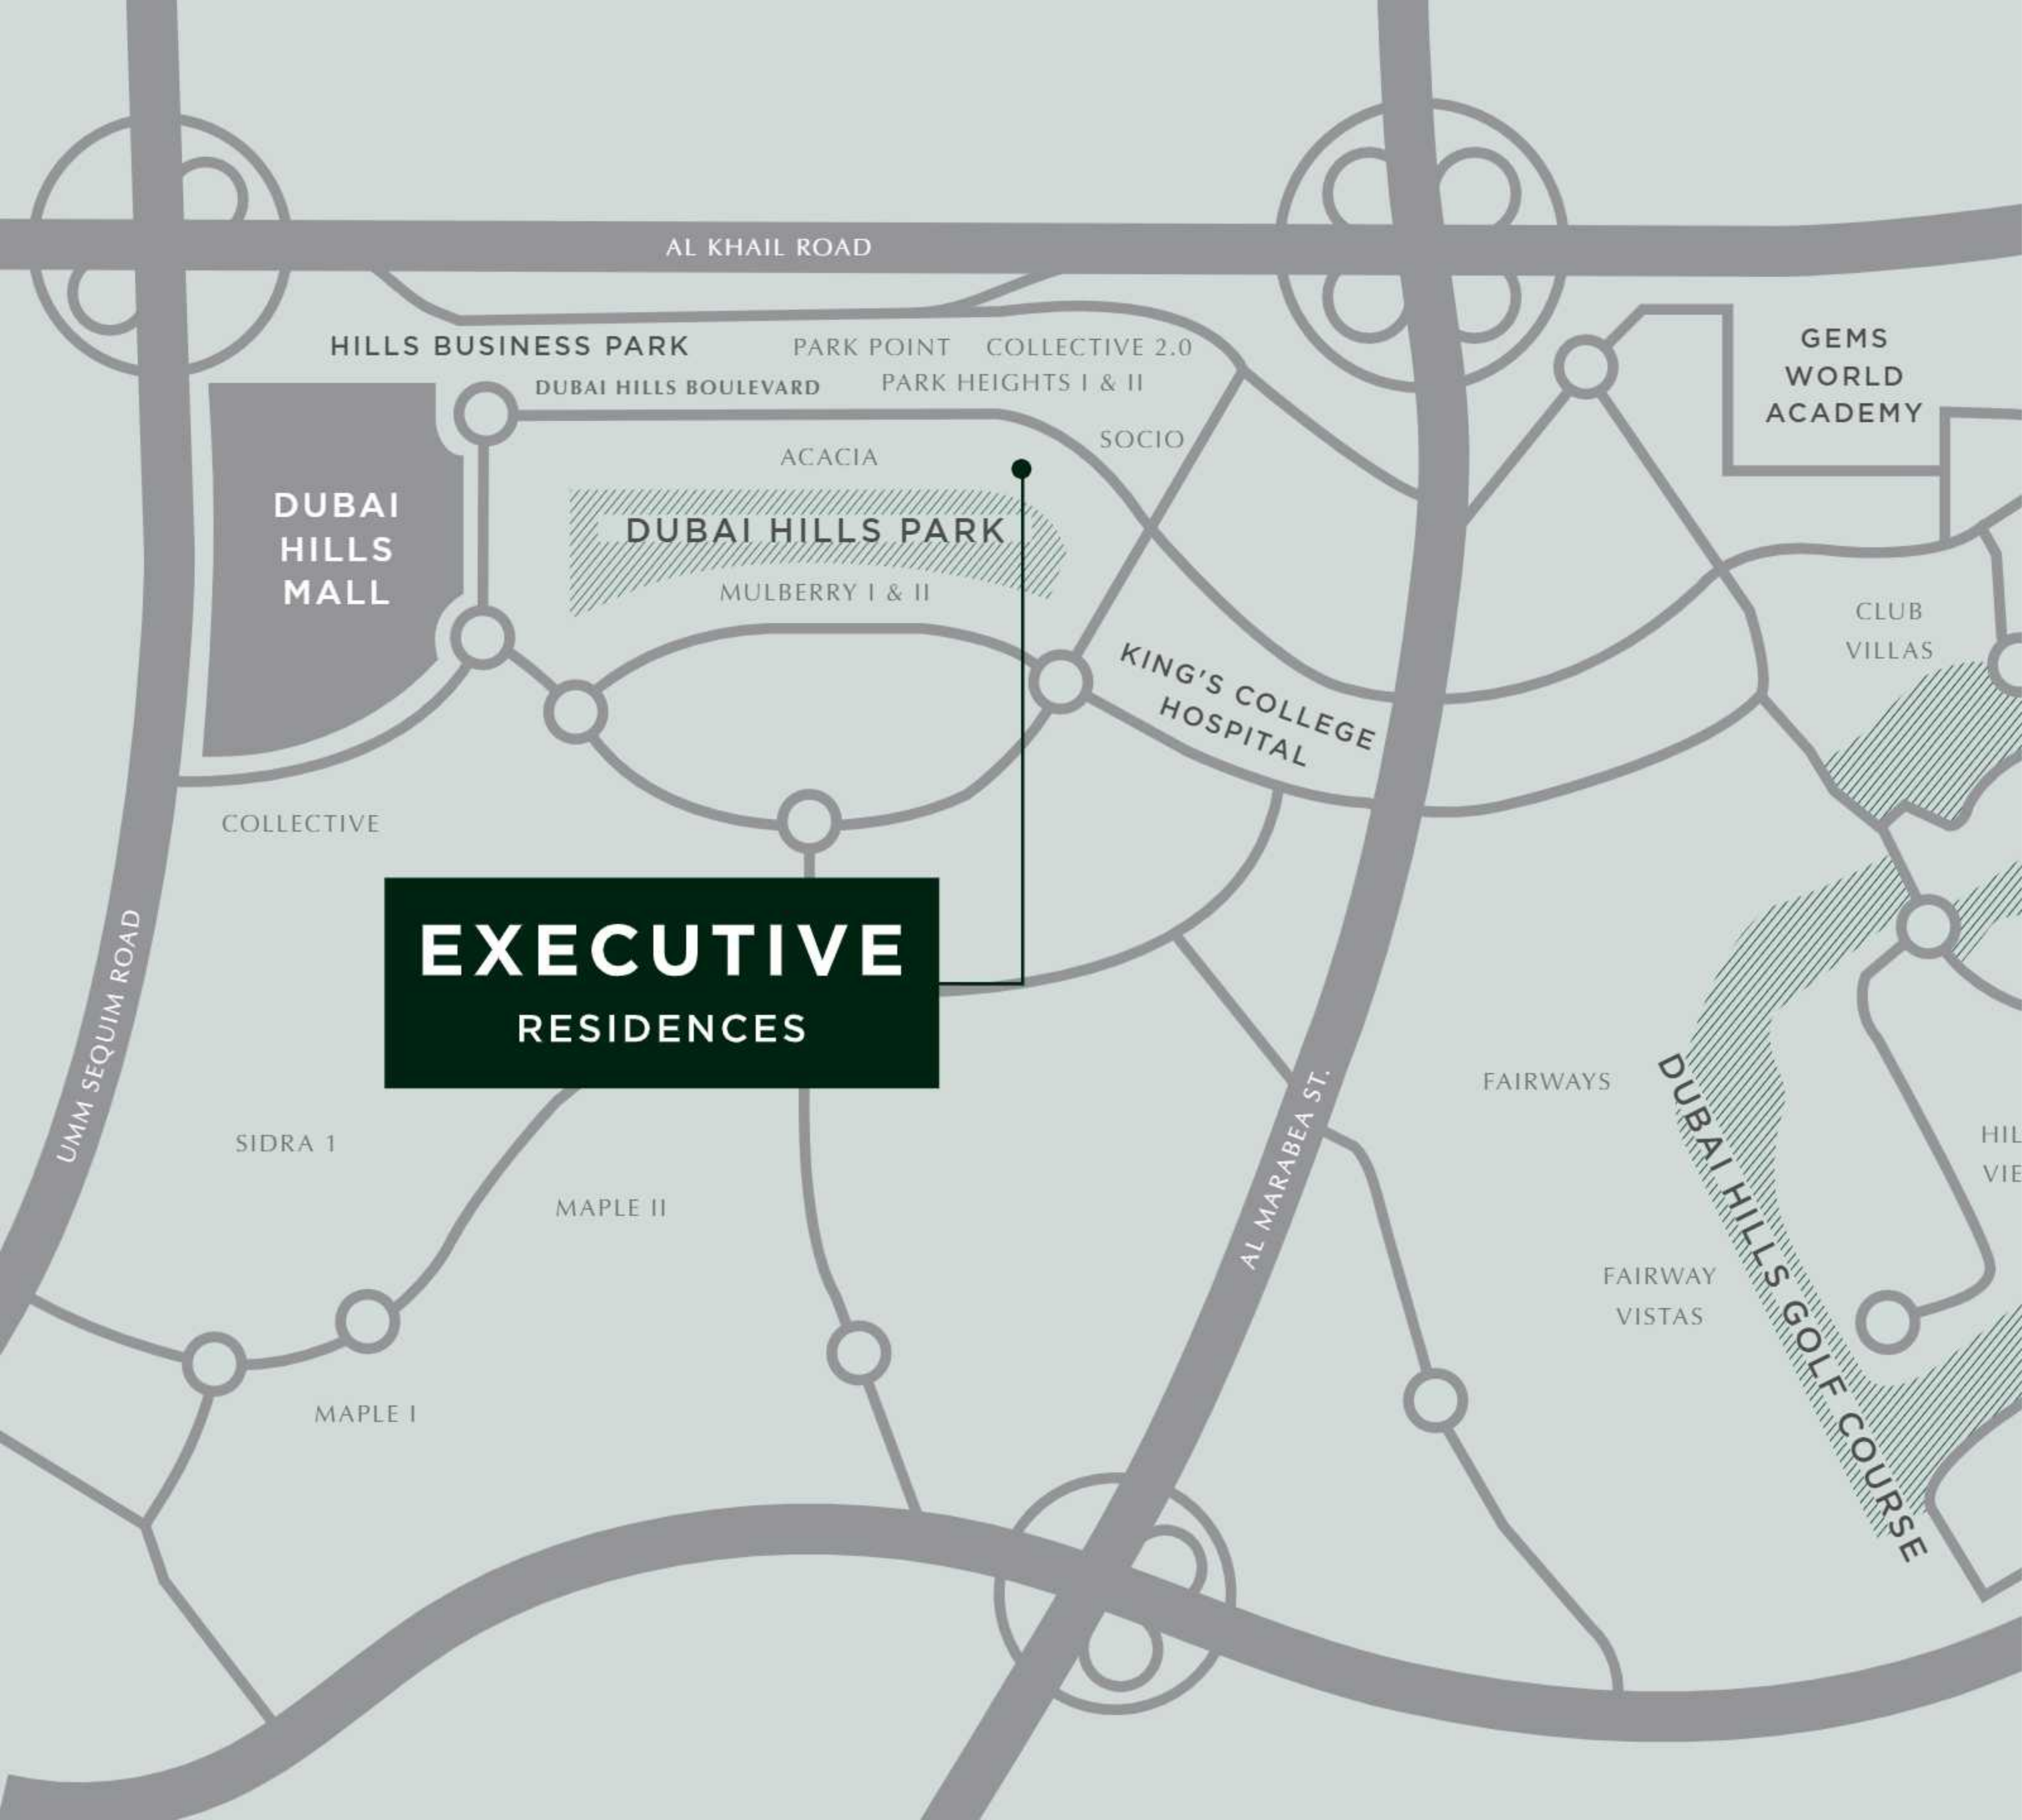 AL KHAIL ROAD
HILLS BUSINESS PARK
PARK POINT
COLLECTIVE 2.0
DUBAI HILLS BOULEVARD
PARK HEIGHTS I & II
GEMS
WORLD
ACADEMY
SOCIO
ACACIA
DUBAI
HILLS
MALL
DUBAI HILLS PARK
MULBERRY I & II
CLUB
VILLAS
KING'S COLLEGE
HOSPITAL
COLLECTIVE
EXECUTIVE
RESIDENCES
UMM SEQUIM ROAD
AL MARABEA ST.
FAIRWAYS
DUBAI HILLS GOLF COURSE
SIDRA 1
HIL
VIE
MAPLE II
FAIRWAY
VISTAS
MAPLE I